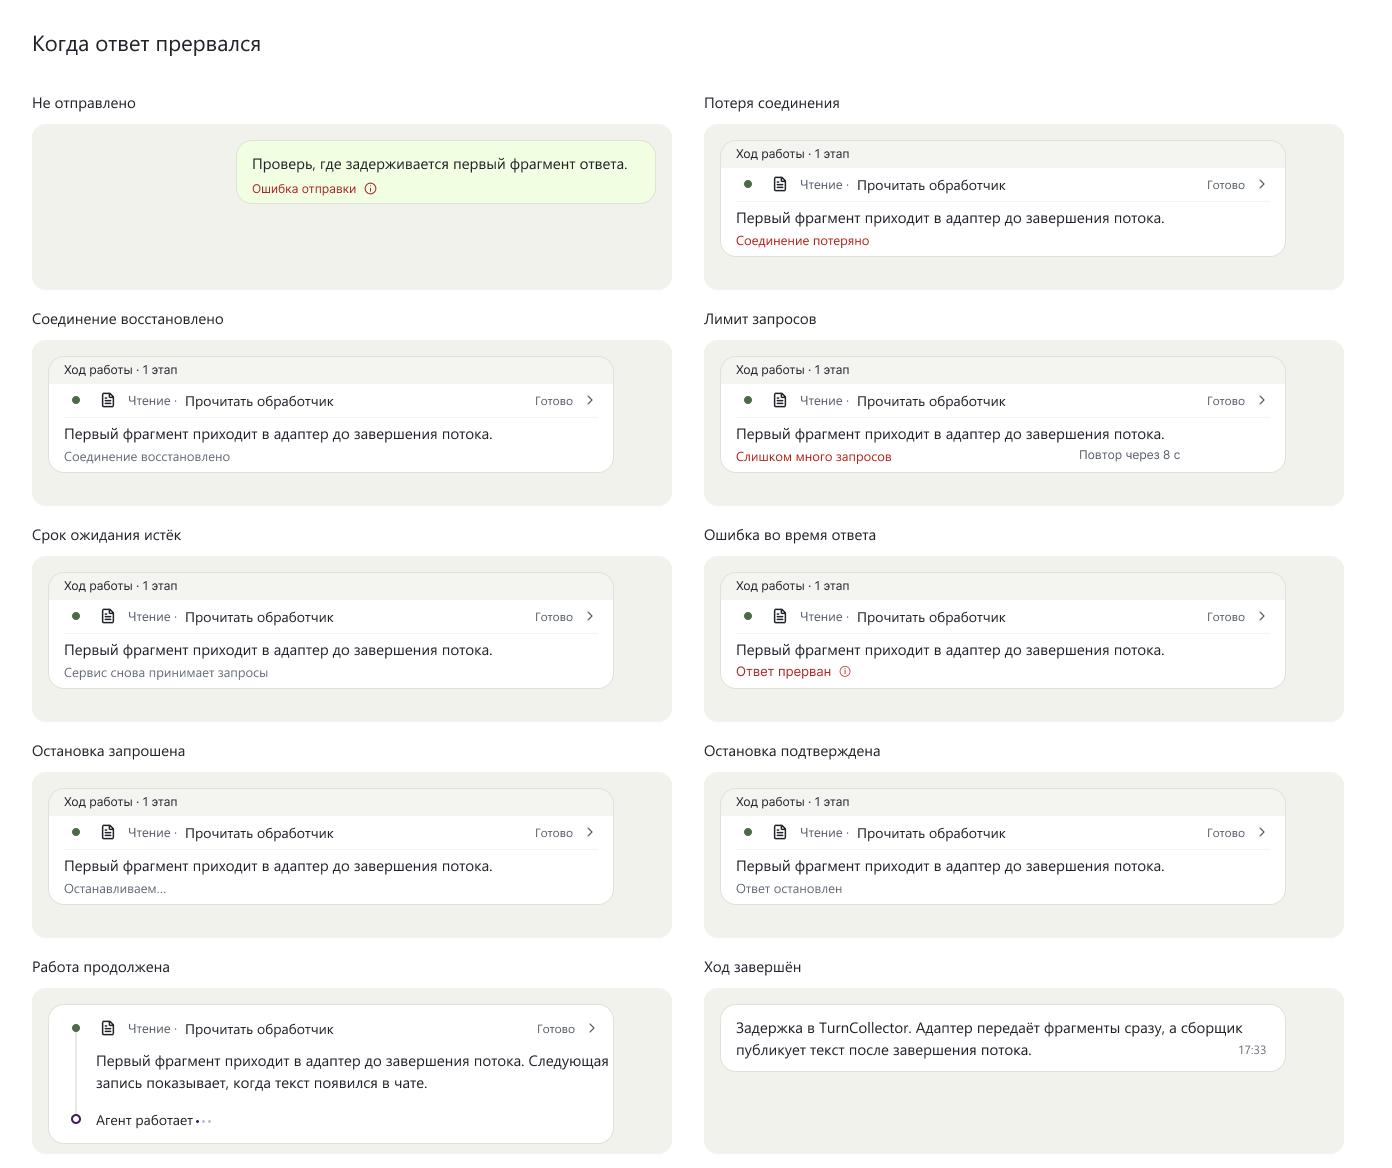 Когда ответ прервался
Не отправлено
Проверь, где задерживается первый фрагмент ответа.
Ошибка отправки
Потеря соединения
Ход работы · 1 этап
Чтение · Прочитать обработчик Готово
Первый фрагмент приходит в адаптер до завершения потока.
Соединение потеряно
Соединение восстановлено
Ход работы · 1 этап
Чтение · Прочитать обработчик Готово
Первый фрагмент приходит в адаптер до завершения потока.
Соединение восстановлено
Лимит запросов
Ход работы · 1 этап
Чтение · Прочитать обработчик Готово
Первый фрагмент приходит в адаптер до завершения потока.
Слишком много запросов Повтор через 8 с
Срок ожидания истёк
Ход работы · 1 этап
Чтение · Прочитать обработчик Готово
Первый фрагмент приходит в адаптер до завершения потока.
Сервис снова принимает запросы
Ошибка во время ответа
Ход работы · 1 этап
Чтение · Прочитать обработчик Готово
Первый фрагмент приходит в адаптер до завершения потока.
Ответ прерван
Остановка запрошена
Ход работы · 1 этап
Чтение · Прочитать обработчик Готово
Первый фрагмент приходит в адаптер до завершения потока.
Останавливаем...
Остановка подтверждена
Ход работы · 1 этап
Чтение · Прочитать обработчик Готово
Первый фрагмент приходит в адаптер до завершения потока.
Ответ остановлен
Работа продолжена
Чтение · Прочитать обработчик Готово
Первый фрагмент приходит в адаптер до завершения потока. Следующая
запись показывает, когда текст появился в чате.
Агент работает
Ход завершён
Задержка в TurnCollector. Адаптер передаёт фрагменты сразу, а сборщик
публикует текст после завершения потока.
17:33